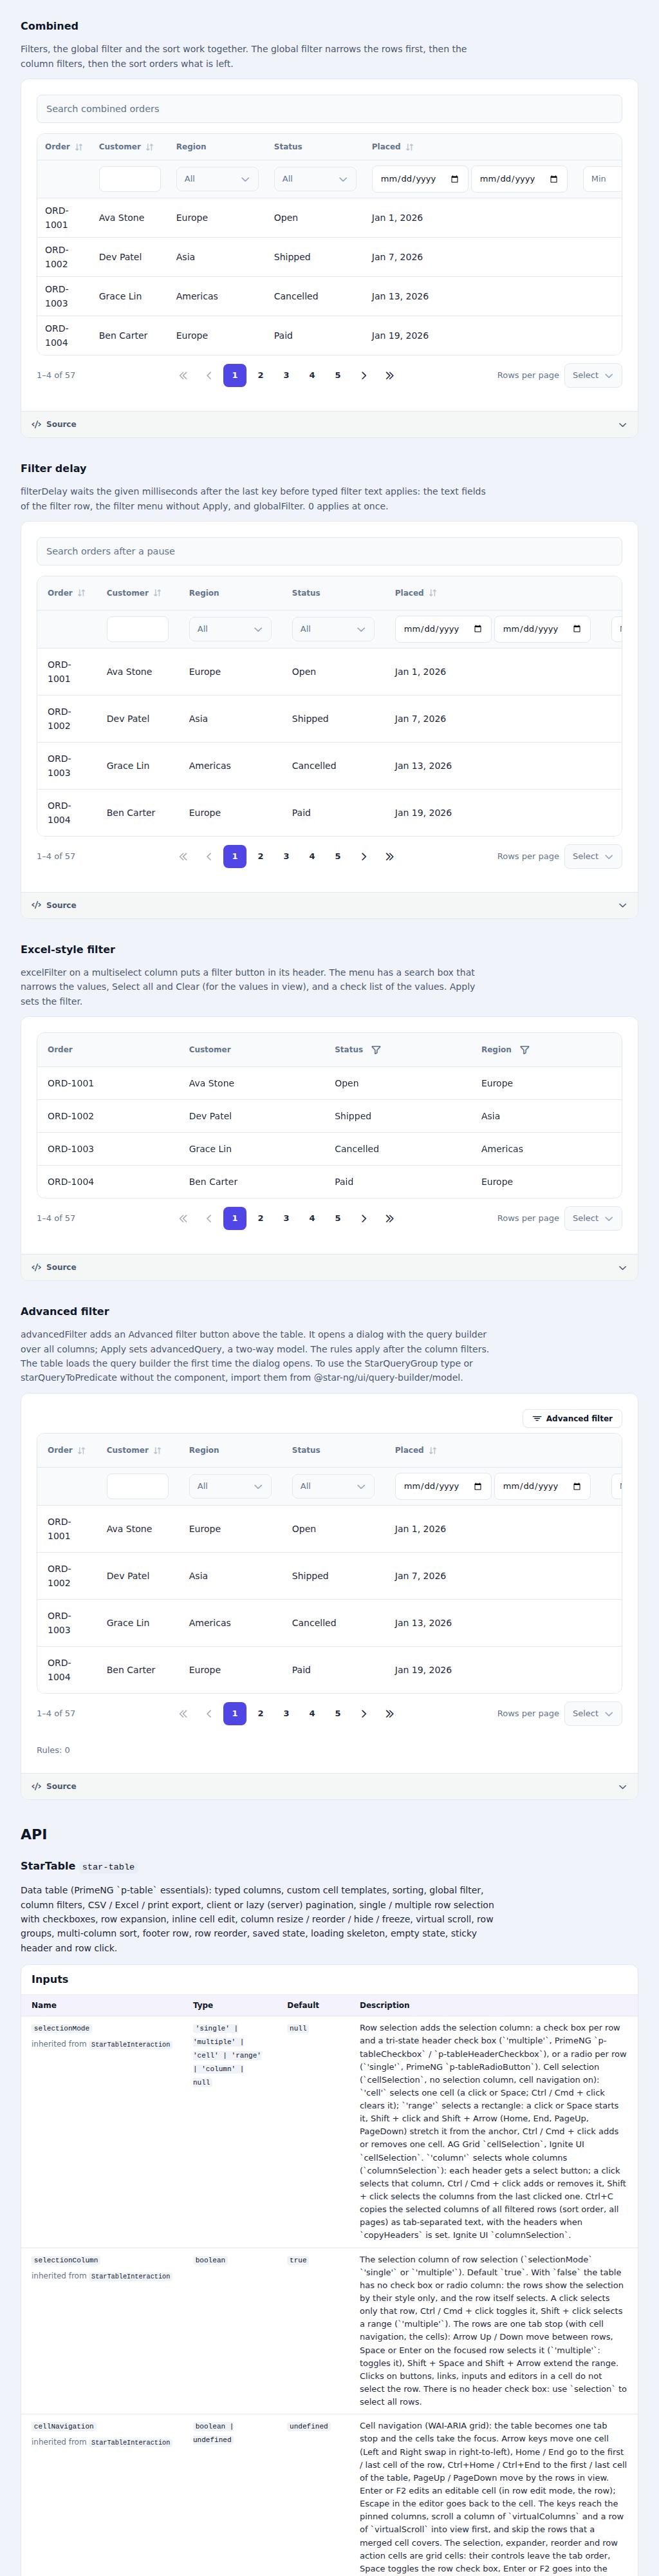 Combined
Filters, the global filter and the sort work together. The global filter narrows the rows first, then the
column filters, then the sort orders what is left.
Search combined orders
Order Customer Region Status Placed
All All mm/dd/yyyy mm/dd/yyyy Min
ORD-
1001 Ava Stone Europe Open Jan 1, 2026
ORD-
1002 Dev Patel Asia Shipped Jan 7, 2026
ORD-
1003 Grace Lin Americas Cancelled Jan 13, 2026
ORD-
1004 Ben Carter Europe Paid Jan 19, 2026
1–4 of 57 1 2 3 4 5 Rows per page Select
Source
Filter delay
filterDelay waits the given milliseconds after the last key before typed filter text applies: the text fields
of the filter row, the filter menu without Apply, and globalFilter. 0 applies at once.
Search orders after a pause
Order Customer Region Status Placed
All All mm/dd/yyyy mm/dd/yyyy
ORD-
1001 Ava Stone Europe Open Jan 1, 2026
ORD-
1002 Dev Patel Asia Shipped Jan 7, 2026
ORD-
1003 Grace Lin Americas Cancelled Jan 13, 2026
ORD-
1004 Ben Carter Europe Paid Jan 19, 2026
1–4 of 57 1 2 3 4 5 Rows per page Select
Source
Excel-style filter
excelFilter on a multiselect column puts a filter button in its header. The menu has a search box that
narrows the values, Select all and Clear (for the values in view), and a check list of the values. Apply
sets the filter.
Order Customer Status Region
ORD-1001 Ava Stone Open Europe
ORD-1002 Dev Patel Shipped Asia
ORD-1003 Grace Lin Cancelled Americas
ORD-1004 Ben Carter Paid Europe
1–4 of 57 1 2 3 4 5 Rows per page Select
Source
Advanced filter
advancedFilter adds an Advanced filter button above the table. It opens a dialog with the query builder
over all columns; Apply sets advancedQuery, a two-way model. The rules apply after the column filters.
The table loads the query builder the first time the dialog opens. To use the StarQueryGroup type or
starQueryToPredicate without the component, import them from @star-ng/ui/query-builder/model.
Advanced filter
Order Customer Region Status Placed
All All mm/dd/yyyy mm/dd/yyyy
ORD-
1001 Ava Stone Europe Open Jan 1, 2026
ORD-
1002 Dev Patel Asia Shipped Jan 7, 2026
ORD-
1003 Grace Lin Americas Cancelled Jan 13, 2026
ORD-
1004 Ben Carter Europe Paid Jan 19, 2026
1–4 of 57 1 2 3 4 5 Rows per page Select
Rules: 0
Source
API
StarTable star-table
Data table (PrimeNG `p-table` essentials): typed columns, custom cell templates, sorting, global filter,
column filters, CSV / Excel / print export, client or lazy (server) pagination, single / multiple row selection
with checkboxes, row expansion, inline cell edit, column resize / reorder / hide / freeze, virtual scroll, row
groups, multi-column sort, footer row, row reorder, saved state, loading skeleton, empty state, sticky
header and row click.
Inputs
Name Type Default Description
selectionMode
inherited from StarTableInteraction
'single' |
'multiple' |
'cell' | 'range'
| 'column' |
null
null
Row selection adds the selection column: a check box per row
and a tri-state header check box (`'multiple'`, PrimeNG `p-
tableCheckbox` / `p-tableHeaderCheckbox`), or a radio per row
(`'single'`, PrimeNG `p-tableRadioButton`). Cell selection
(`cellSelection`, no selection column, cell navigation on):
`'cell'` selects one cell (a click or Space; Ctrl / Cmd + click
clears it); `'range'` selects a rectangle: a click or Space starts
it, Shift + click and Shift + Arrow (Home, End, PageUp,
PageDown) stretch it from the anchor, Ctrl / Cmd + click adds
or removes one cell. AG Grid `cellSelection`, Ignite UI
`cellSelection`. `'column'` selects whole columns
(`columnSelection`): each header gets a select button; a click
selects that column, Ctrl / Cmd + click adds or removes it, Shift
+ click selects the columns from the last clicked one. Ctrl+C
copies the selected columns of all filtered rows (sort order, all
pages) as tab-separated text, with the headers when
`copyHeaders` is set. Ignite UI `columnSelection`.
selectionColumn
inherited from StarTableInteraction
boolean
true
The selection column of row selection (`selectionMode`
`'single'` or `'multiple'`). Default `true`. With `false` the table
has no check box or radio column: the rows show the selection
by their style only, and the row itself selects. A click selects
only that row, Ctrl / Cmd + click toggles it, Shift + click selects
a range (`'multiple'`). The rows are one tab stop (with cell
navigation, the cells): Arrow Up / Down move between rows,
Space or Enter on the focused row selects it (`'multiple'`:
toggles it), Shift + Space and Shift + Arrow extend the range.
Clicks on buttons, links, inputs and editors in a cell do not
select the row. There is no header check box: use `selection` to
select all rows.
cellNavigation
inherited from StarTableInteraction
boolean |
undefined
undefined
Cell navigation (WAI-ARIA grid): the table becomes one tab
stop and the cells take the focus. Arrow keys move one cell
(Left and Right swap in right-to-left), Home / End go to the first
/ last cell of the row, Ctrl+Home / Ctrl+End to the first / last cell
of the table, PageUp / PageDown move by the rows in view.
Enter or F2 edits an editable cell (in row edit mode, the row);
Escape in the editor goes back to the cell. The keys reach the
pinned columns, scroll a column of `virtualColumns` and a row
of `virtualScroll` into view first, and skip the rows that a
merged cell covers. The selection, expander, reorder and row
action cells are grid cells: their controls leave the tab order,
Space toggles the row check box, Enter or F2 goes into the